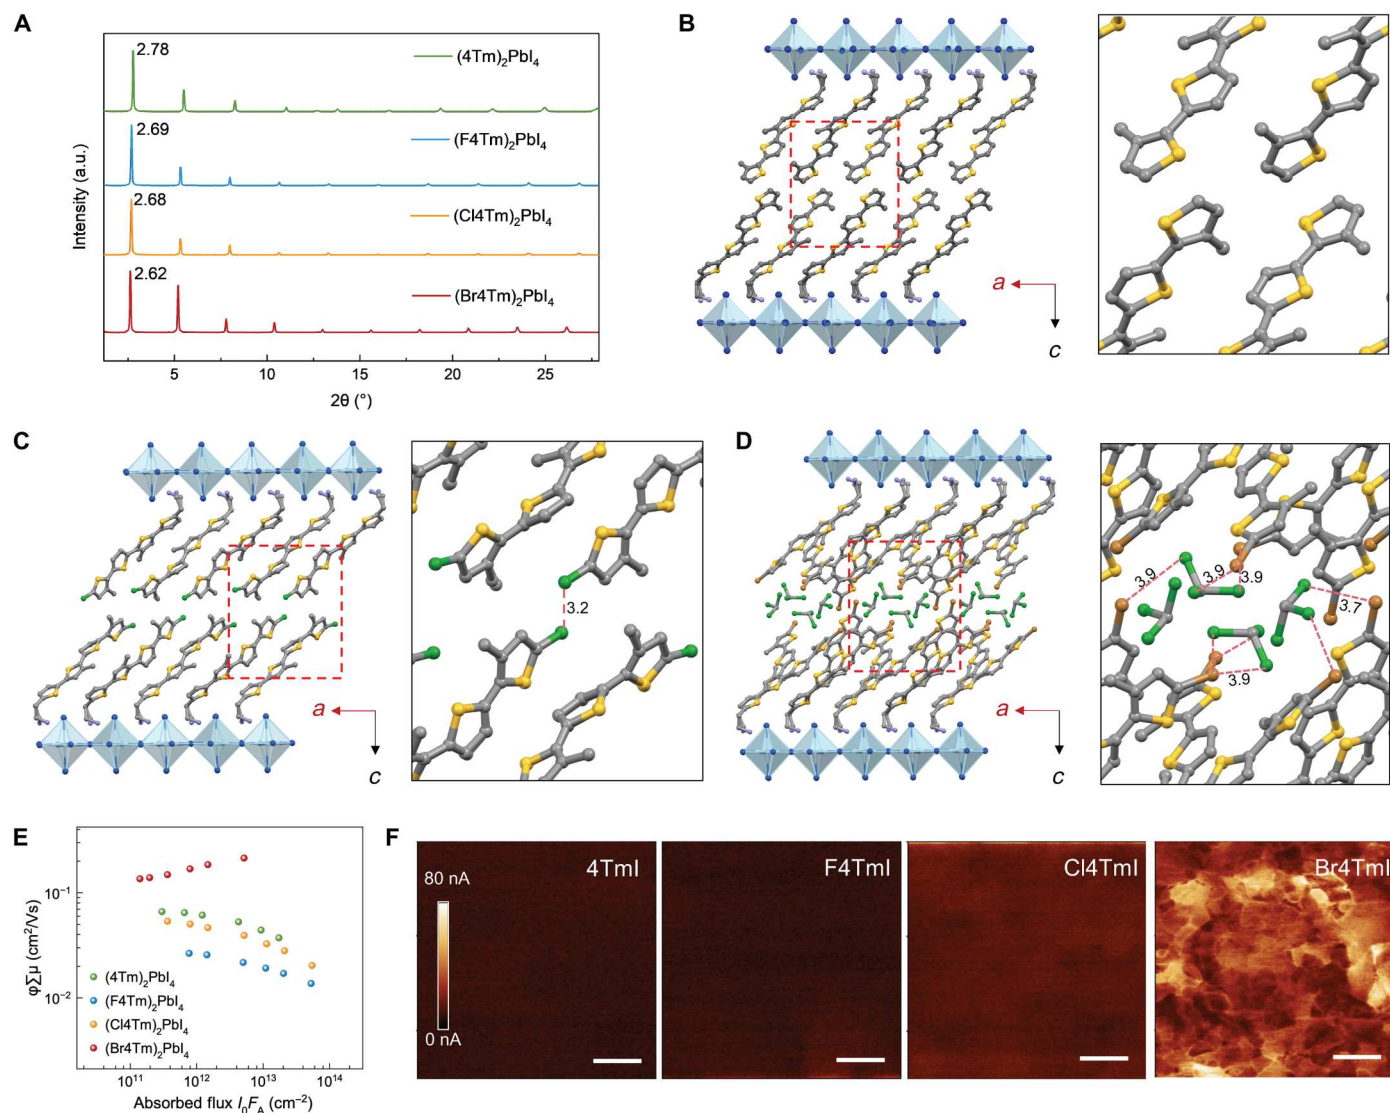 A
2.78
(4Tm)₂PbI₄
2.69
(F4Tm)₂PbI₄
2.68
(Cl4Tm)₂PbI₄
2.62
(Br4Tm)₂PbI₄
Intensity (a.u.)
5
10
15
20
25
2θ (°)
B
a
c
C
3.2
a
c
D
3.9
3.9
3.9
3.7
3.9
a
c
E
10⁻¹
10⁻²
φ∑μ (cm²/Vs)
(4Tm)₂PbI₄
(F4Tm)₂PbI₄
(Cl4Tm)₂PbI₄
(Br4Tm)₂PbI₄
10¹¹
10¹²
10¹³
10¹⁴
Absorbed flux I₀F_A (cm⁻²)
F
4TmI
80 nA
0 nA
F4TmI
Cl4TmI
Br4TmI